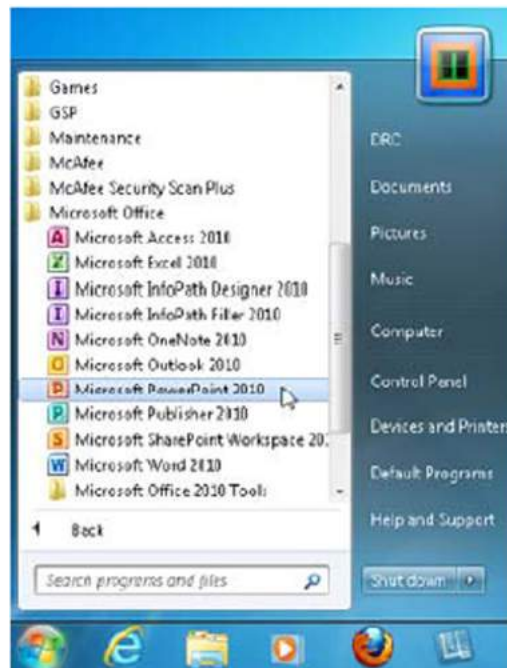 Games
GSP
Maintenance
McAfee
McAfee Security Scan Plus
Microsoft Office
Microsoft Access 2010
Microsoft Excel 2010
Microsoft InfoPath Designer 2010
Microsoft InfoPath Filler 2010
Microsoft OneNote 2010
Microsoft Outlook 2010
Microsoft PowerPoint 2010
Microsoft Publisher 2010
Microsoft SharePoint Workspace 20
Microsoft Word 2010
Microsoft Office 2010 Tools
Back
Search programs and files
DRC
Documents
Pictures
Music
Computer
Control Panel
Devices and Printers
Default Programs
Help and Support
Shut down